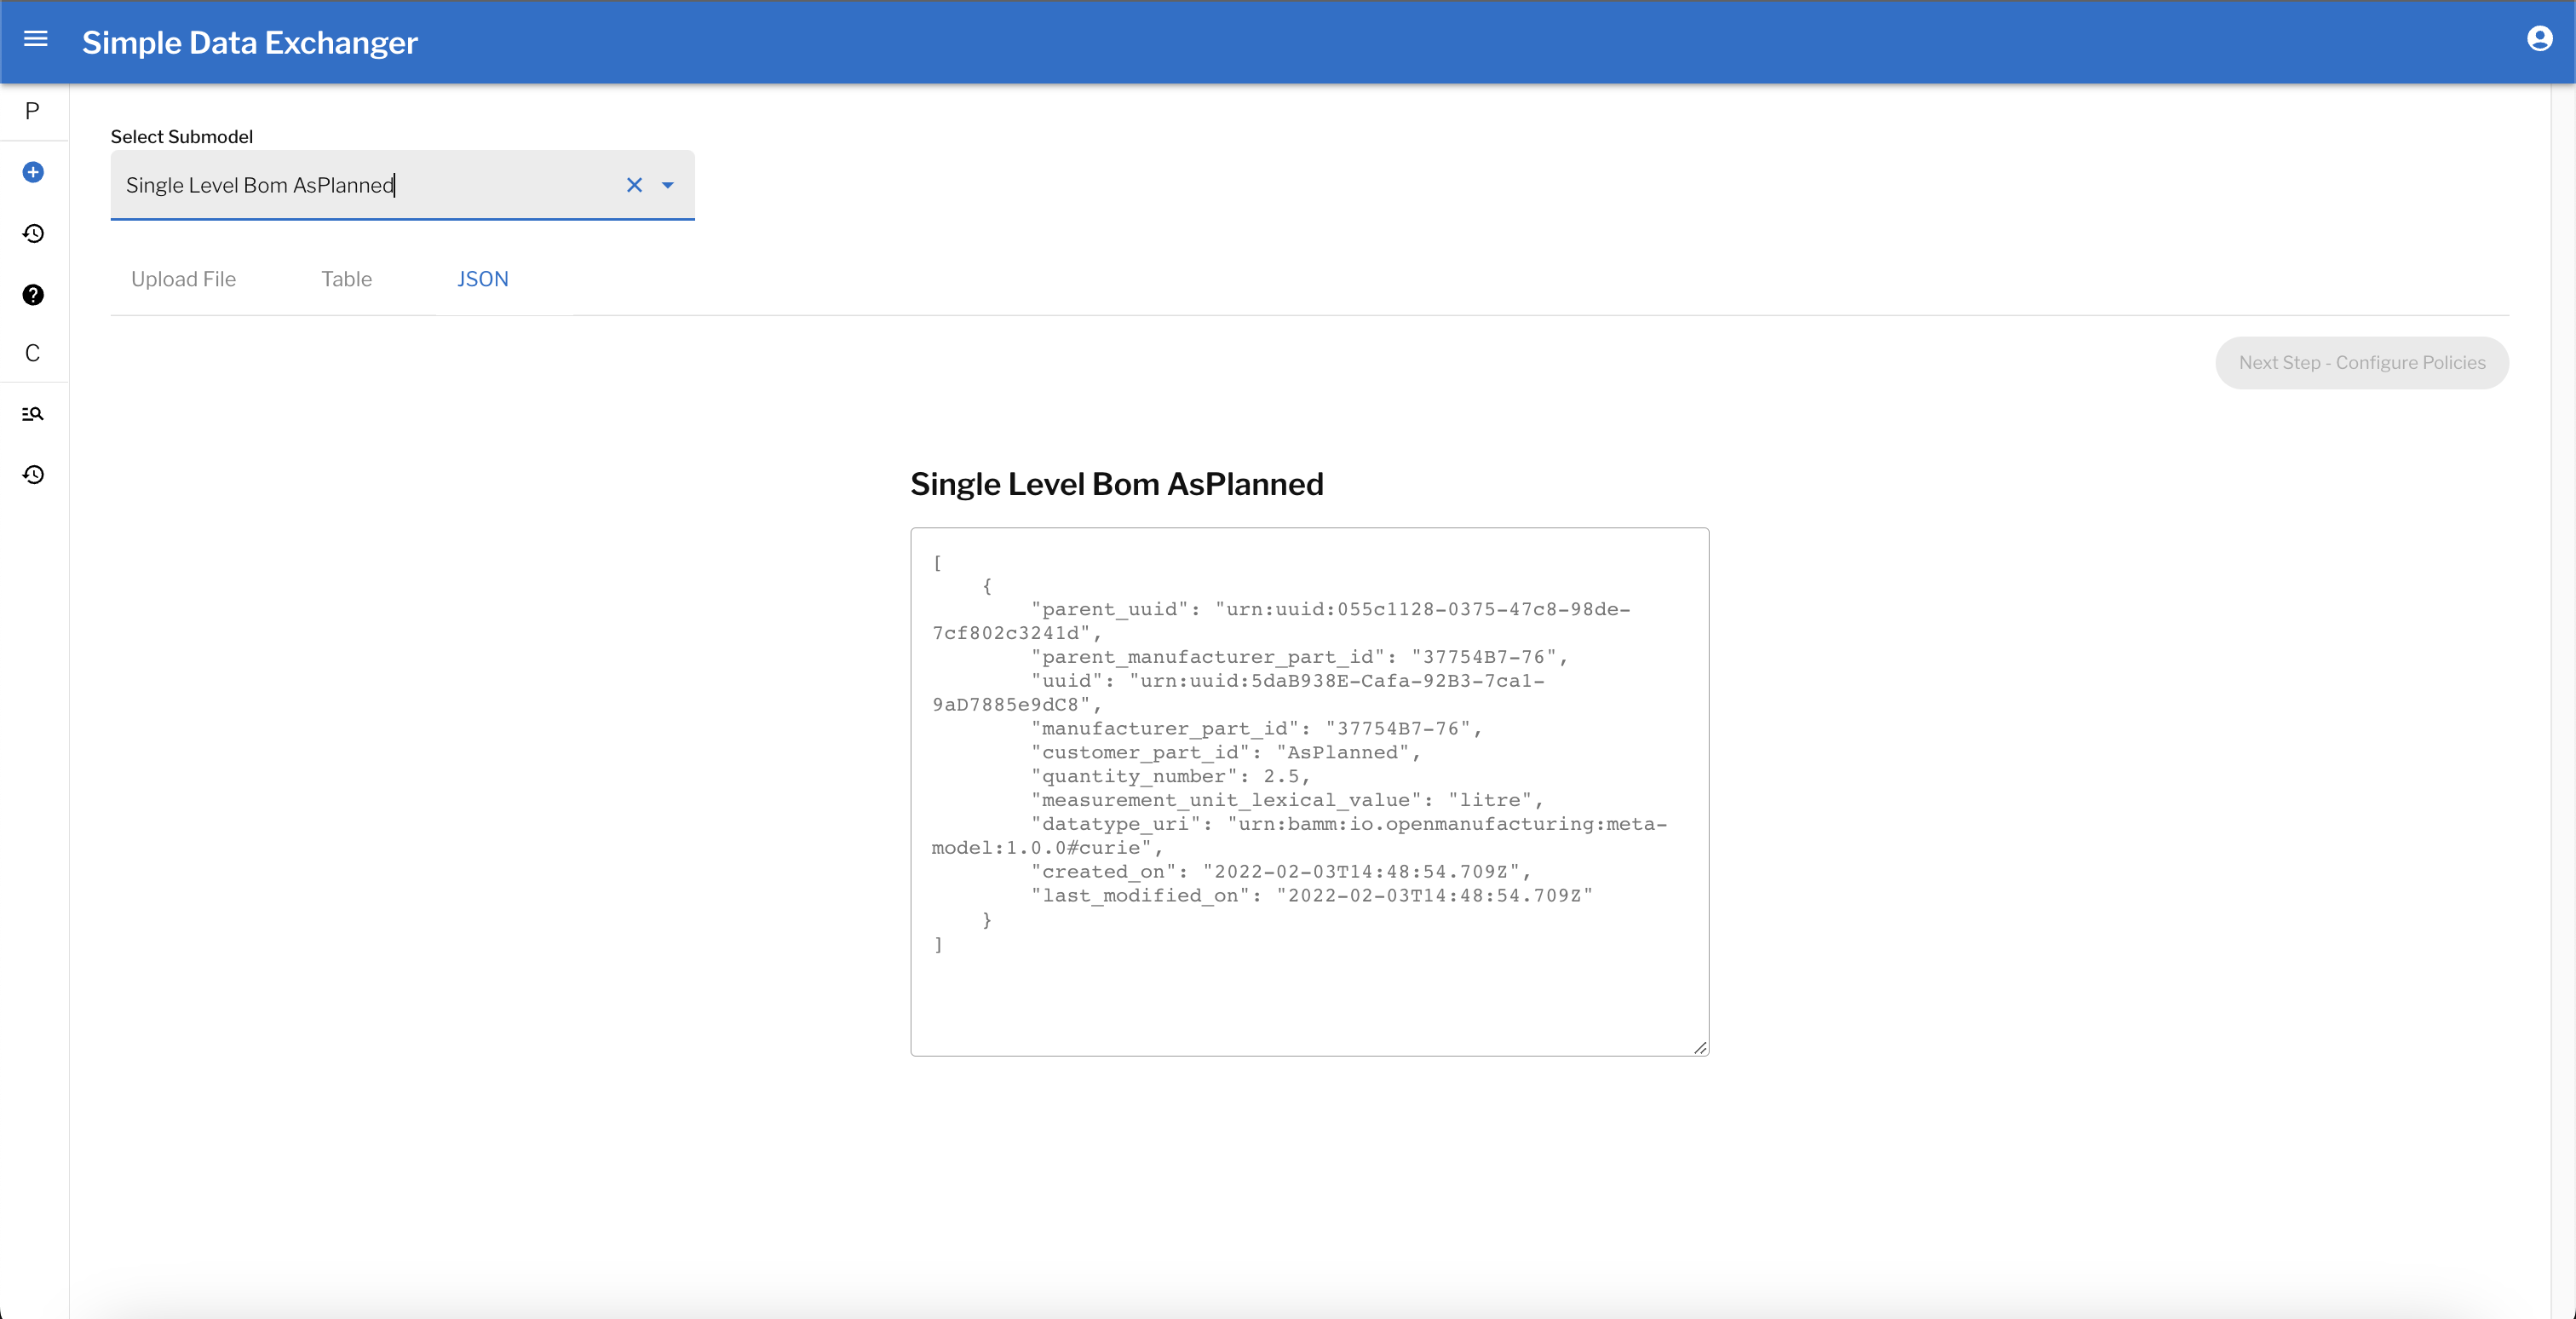 Simple Data Exchanger
P
Select Submodel
Single Level Bom AsPlanned
Upload File
Table
JSON
C
Next Step - Configure Policies
Single Level Bom AsPlanned
[
    {
        "parent_uuid": "urn:uuid:055c1128-0375-47c8-98de-
7cf802c3241d",
        "parent_manufacturer_part_id": "37754B7-76",
        "uuid": "urn:uuid:5daB938E-Cafa-92B3-7ca1-
9aD7885e9dC8",
        "manufacturer_part_id": "37754B7-76",
        "customer_part_id": "AsPlanned",
        "quantity_number": 2.5,
        "measurement_unit_lexical_value": "litre",
        "datatype_uri": "urn:bamm:io.openmanufacturing:meta-
model:1.0.0#curie",
        "created_on": "2022-02-03T14:48:54.709Z",
        "last_modified_on": "2022-02-03T14:48:54.709Z"
    }
]